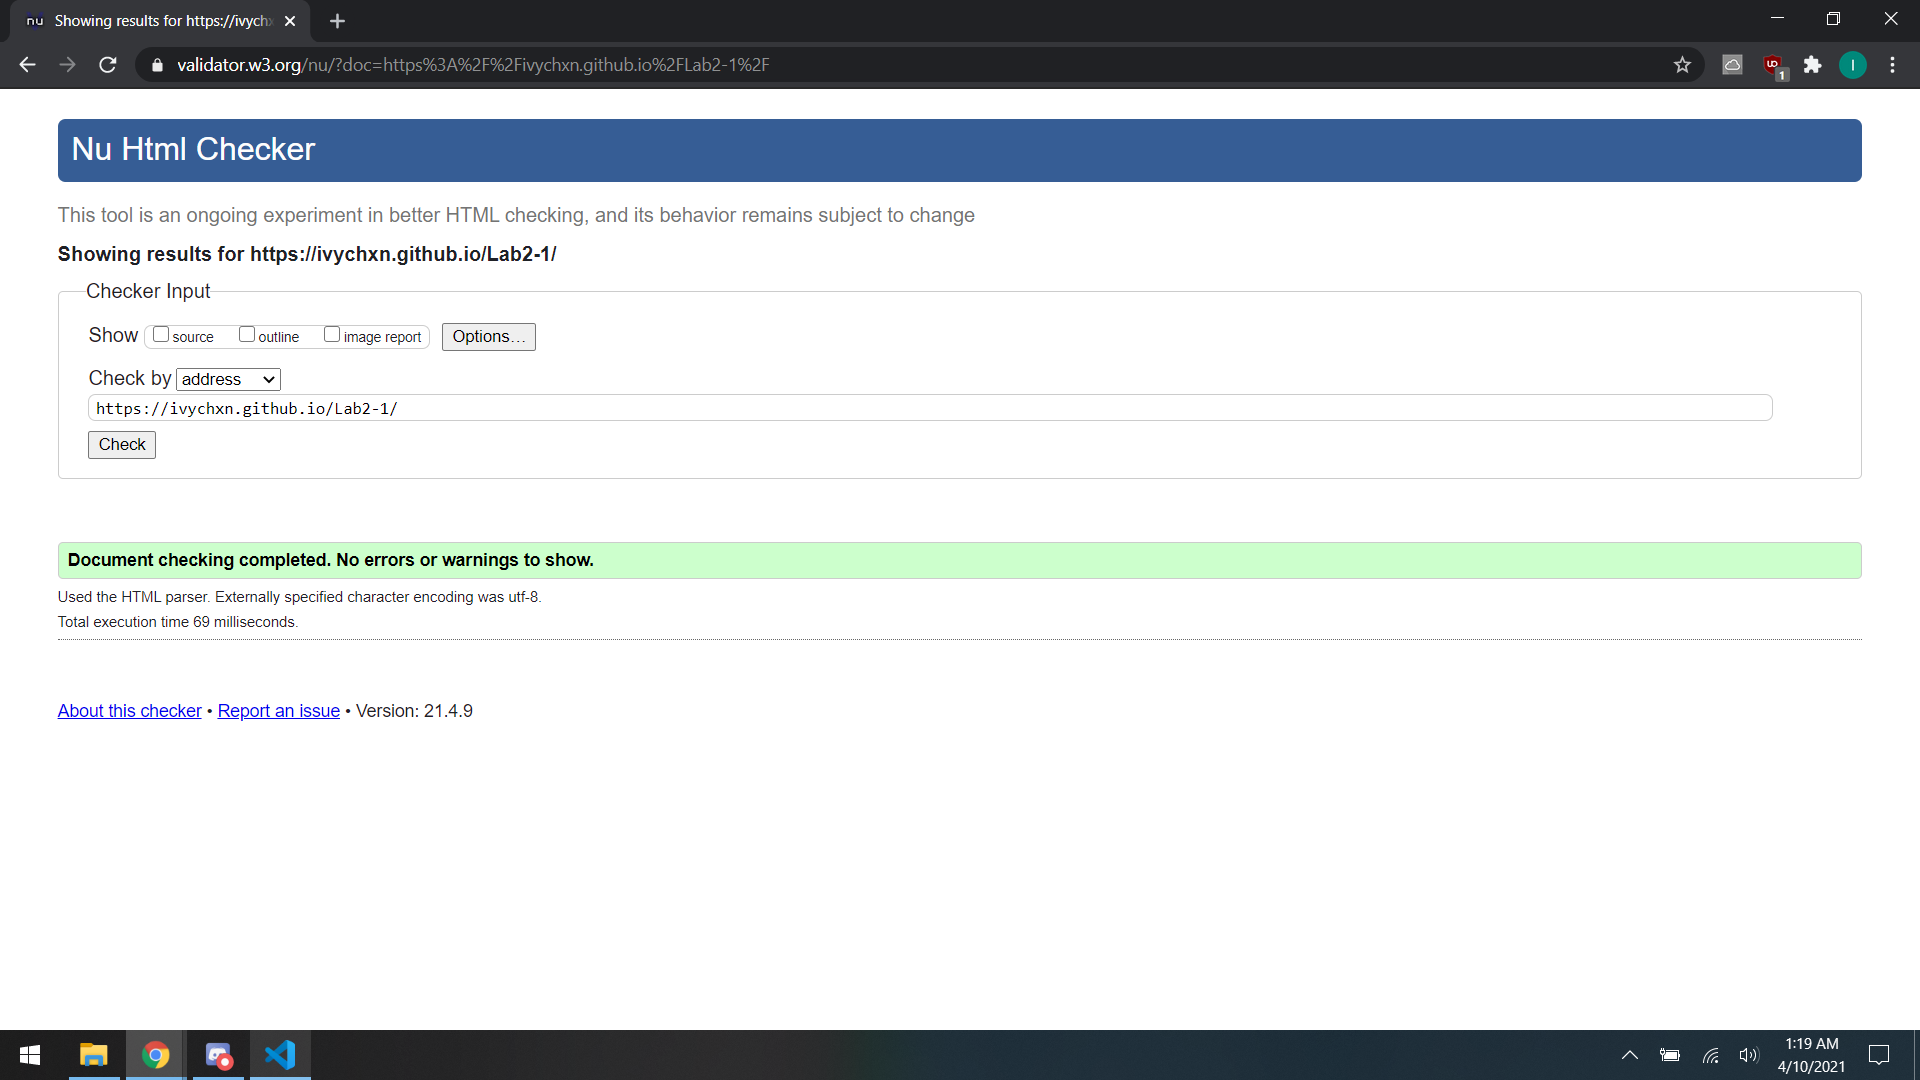 nu Showing results for https://ivych
validator.w3.org/nu/?doc=https%3A%2F%2Fivychxn.github.io%2FLab2-1%2F
1
I
Nu Html Checker
This tool is an ongoing experiment in better HTML checking, and its behavior remains subject to change
Showing results for https://ivychxn.github.io/Lab2-1/
Checker Input
Show source outline image report Options…
Check by address
https://ivychxn.github.io/Lab2-1/
Check
Document checking completed. No errors or warnings to show.
Used the HTML parser. Externally specified character encoding was utf-8.
Total execution time 69 milliseconds.
About this checker • Report an issue • Version: 21.4.9
1:19 AM
4/10/2021